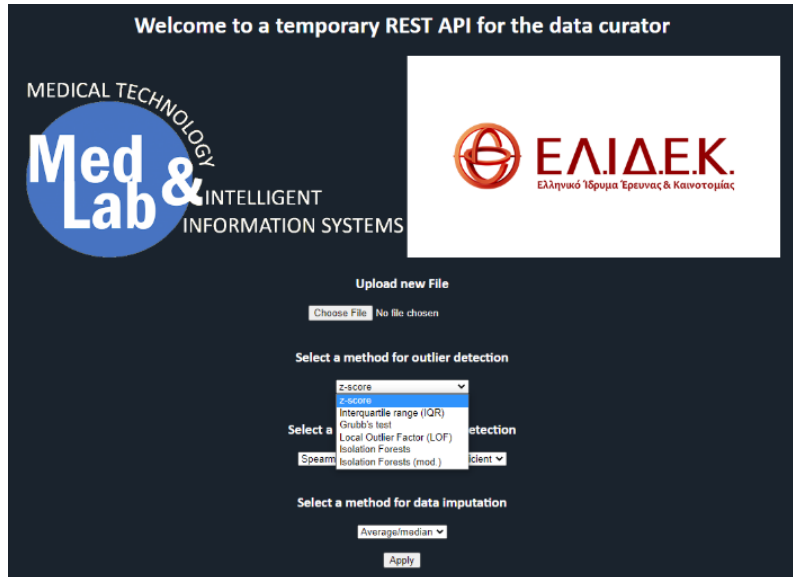 Welcome to a temporary REST API for the data curator
MEDICAL TECHNOLOGY
Med
Lab
&
INTELLIGENT
INFORMATION SYSTEMS
ΕΛ.ΙΔ.Ε.Κ.
Ελληνικό Ίδρυμα Έρευνας & Καινοτομίας
Upload new File
Choose File No file chosen
Select a method for outlier detection
z-score
z-score
Interquartile range (IQR)
Grubb's test
Local Outlier Factor (LOF)
Isolation Forests
Isolation Forests (mod.)
Select a etection
Spearm icient
Select a method for data imputation
Average/median
Apply